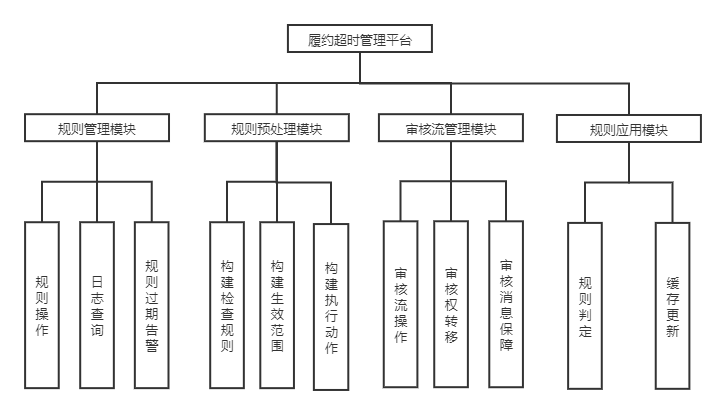 履约超时管理平台
规则管理模块
规则预处理模块
审核流管理模块
规则应用模块
规则操作
日志查询
规则过期告警
构建检查规则
构建生效范围
构建执行动作
审核流操作
审核权转移
审核消息保障
规则判定
缓存更新